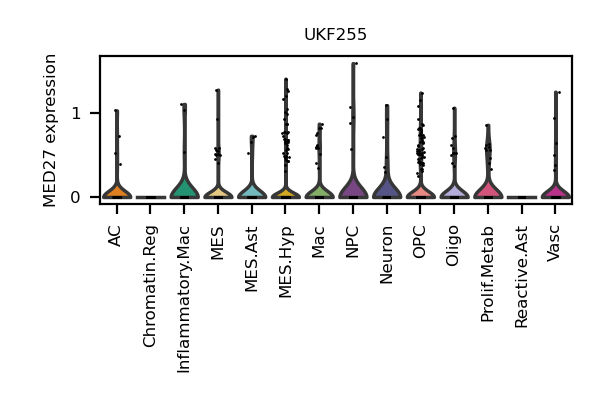 UKF255
MED27 expression
1
0
AC
Chromatin.Reg
Inflammatory.Mac
MES
MES.Ast
MES.Hyp
Mac
NPC
Neuron
OPC
Oligo
Prolif.Metab
Reactive.Ast
Vasc